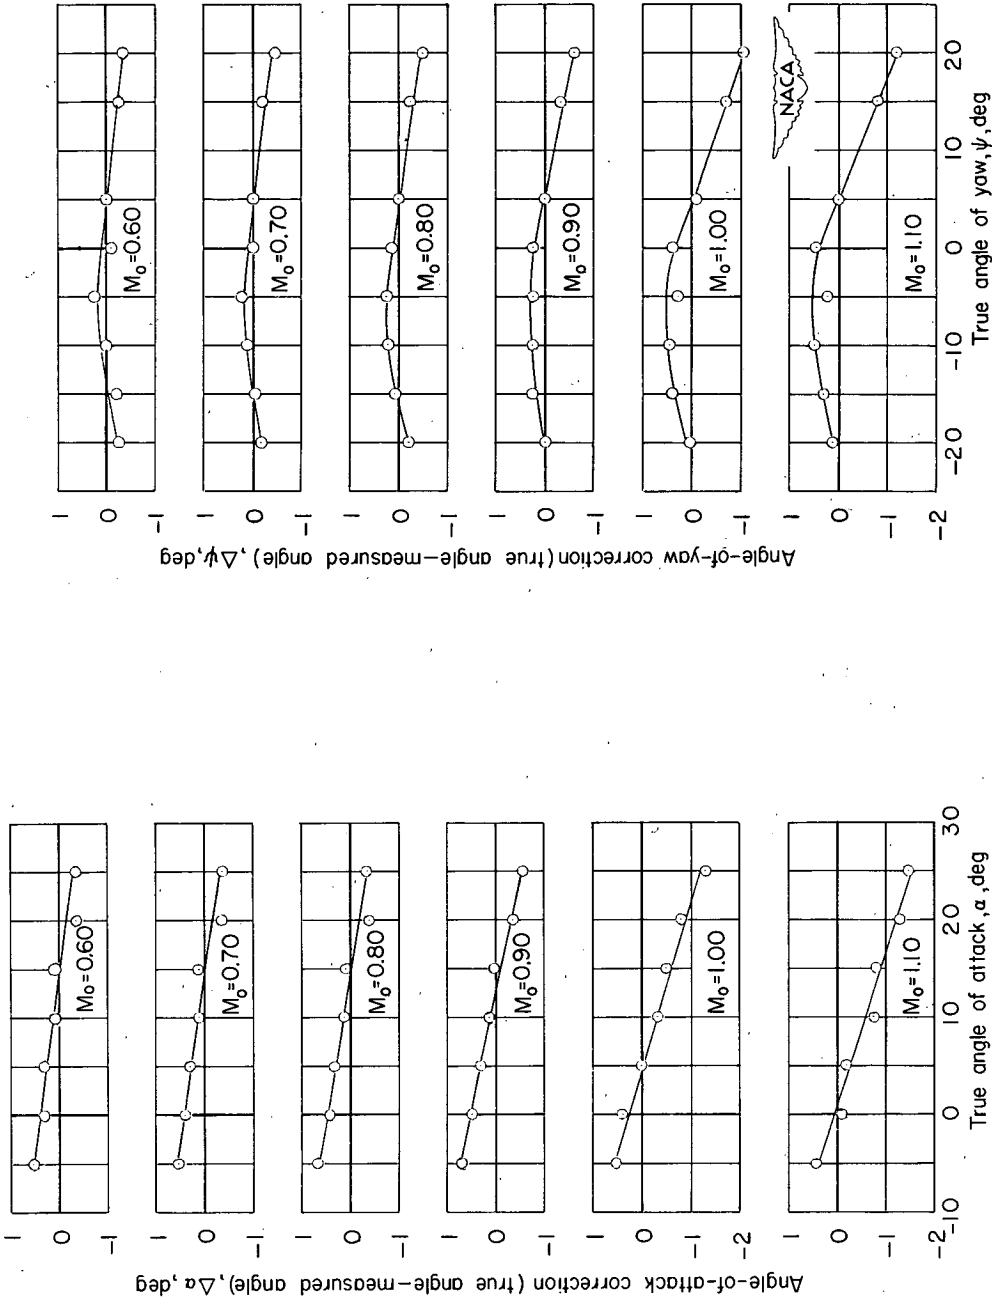 Angle-of-attack correction (true angle-measured angle), Δα, deg
1
0
-1
M₀=0.60
1
0
-1
M₀=0.70
1
0
-1
M₀=0.80
1
0
-1
M₀=0.90
1
0
-1
-2
M₀=1.00
1
0
-1
-2
M₀=1.10
-10 0 10 20 30
True angle of attack, α, deg
Angle-of-yaw correction (true angle-measured angle), Δψ, deg
1
0
-1
M₀=0.60
1
0
-1
M₀=0.70
1
0
-1
M₀=0.80
1
0
-1
M₀=0.90
1
0
-1
M₀=1.00
NACA
1
0
-1
-2
M₀=1.10
-20 -10 0 10 20
True angle of yaw, ψ, deg